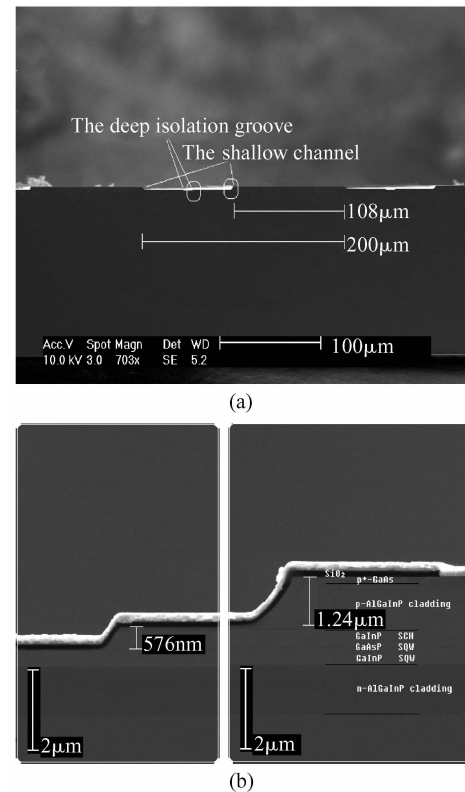 The deep isolation groove
The shallow channel
108μm
200μm
Acc.V Spot Magn Det WD
10.0 kV 3.0 703x SE 5.2
100μm
(a)
SiO₂
p+-GaAs
p-AlGaInP cladding
1.24μm
576nm
GaInP SCH
GaAsP SQW
GaInP SQW
n-AlGaInP cladding
2μm
2μm
(b)